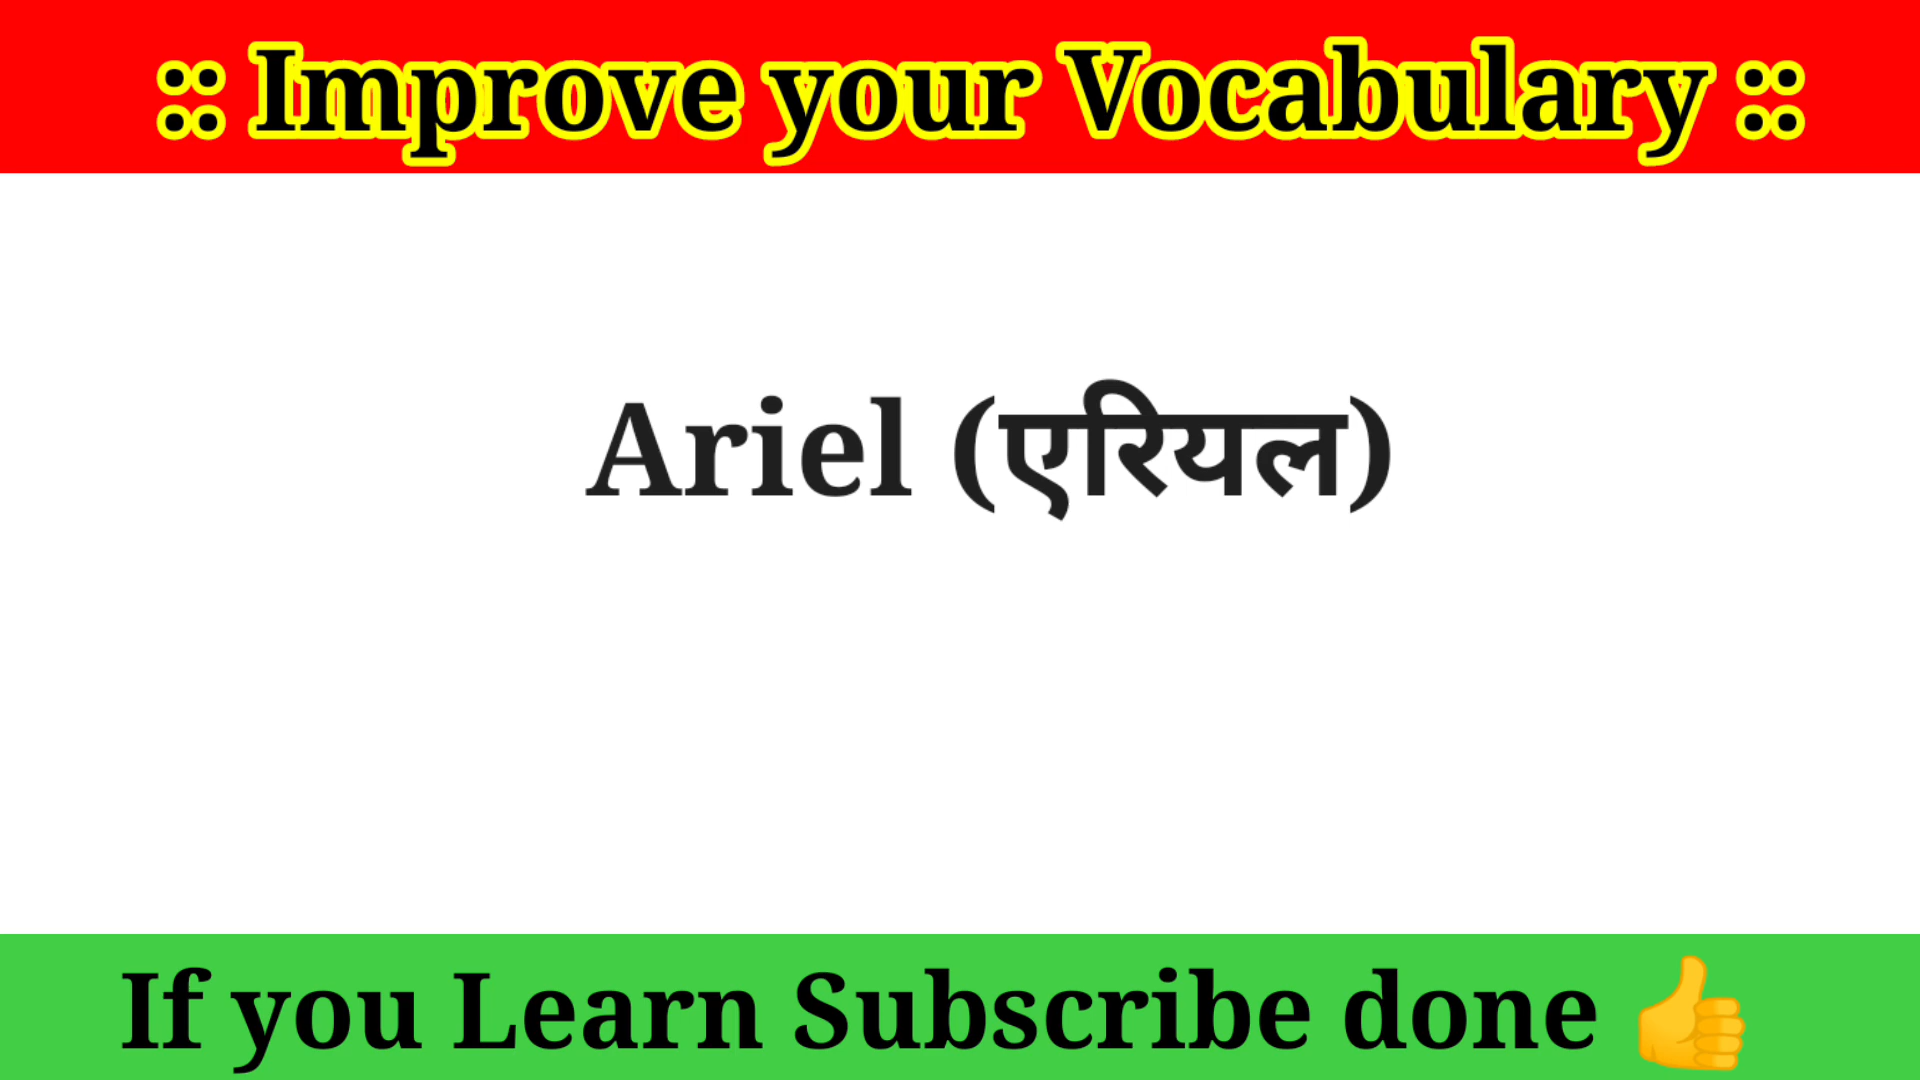 :: Improve your Vocabulary ::
Ariel (एरियल)
If you Learn Subscribe done 👍